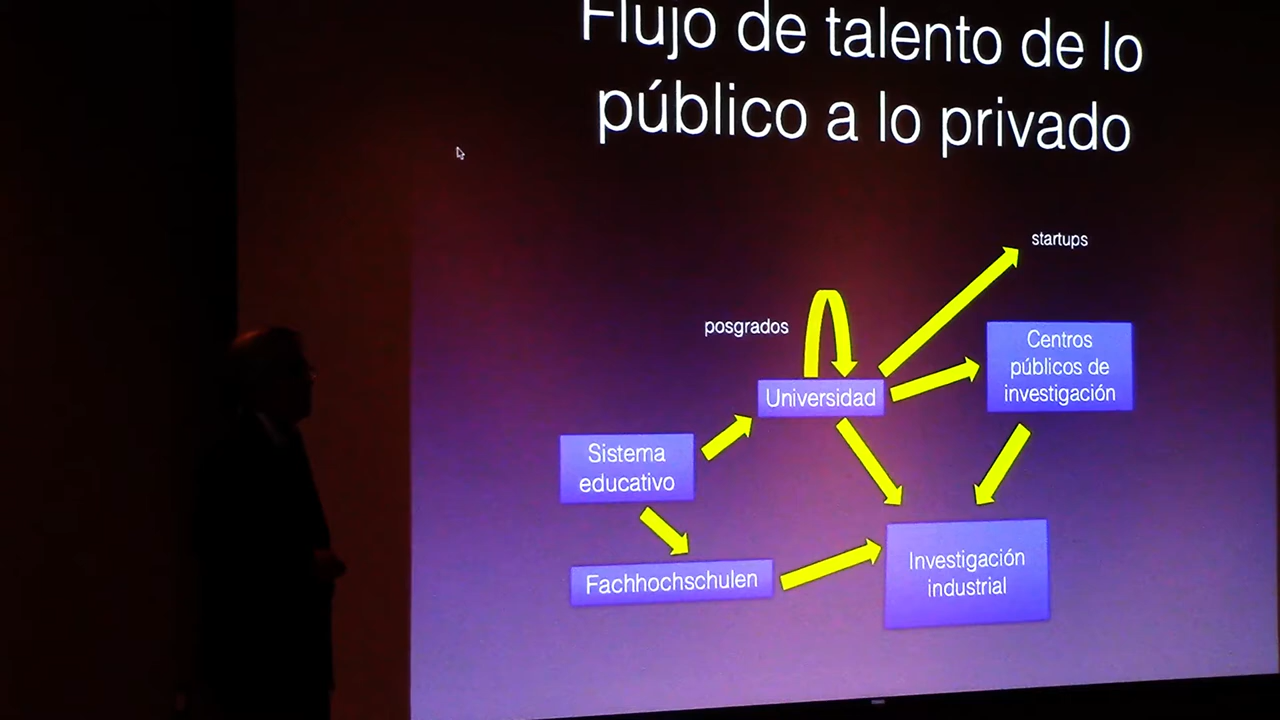 Flujo de talento de lo
público a lo privado
startups
posgrados
Centros
públicos de
investigación
Universidad
Sistema
educativo
Fachhochschulen
Investigación
industrial